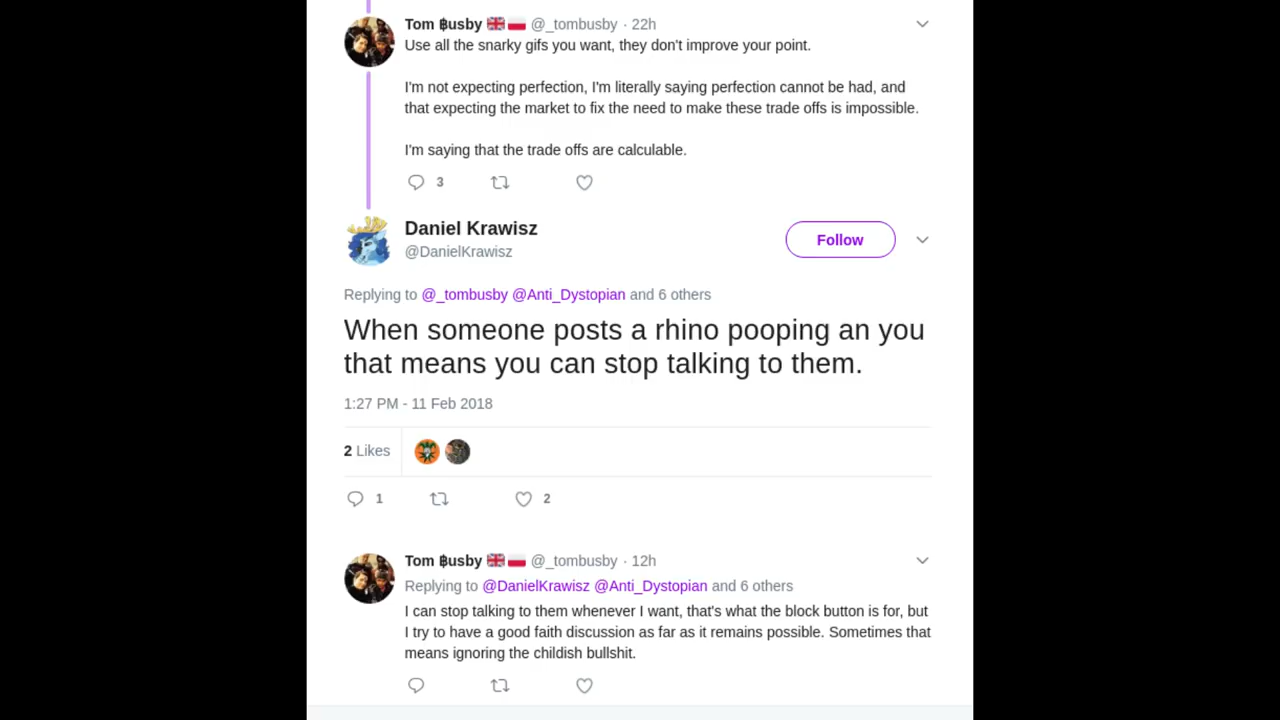 Tom ฿usby 🇬🇧🇵🇱 @_tombusby · 22h
Use all the snarky gifs you want, they don't improve your point.
I'm not expecting perfection, I'm literally saying perfection cannot be had, and
that expecting the market to fix the need to make these trade offs is impossible.
I'm saying that the trade offs are calculable.
3
Daniel Krawisz
@DanielKrawisz
Follow
Replying to @_tombusby @Anti_Dystopian and 6 others
When someone posts a rhino pooping an you
that means you can stop talking to them.
1:27 PM - 11 Feb 2018
2 Likes
1 2
Tom ฿usby 🇬🇧🇵🇱 @_tombusby · 12h
Replying to @DanielKrawisz @Anti_Dystopian and 6 others
I can stop talking to them whenever I want, that's what the block button is for, but
I try to have a good faith discussion as far as it remains possible. Sometimes that
means ignoring the childish bullshit.